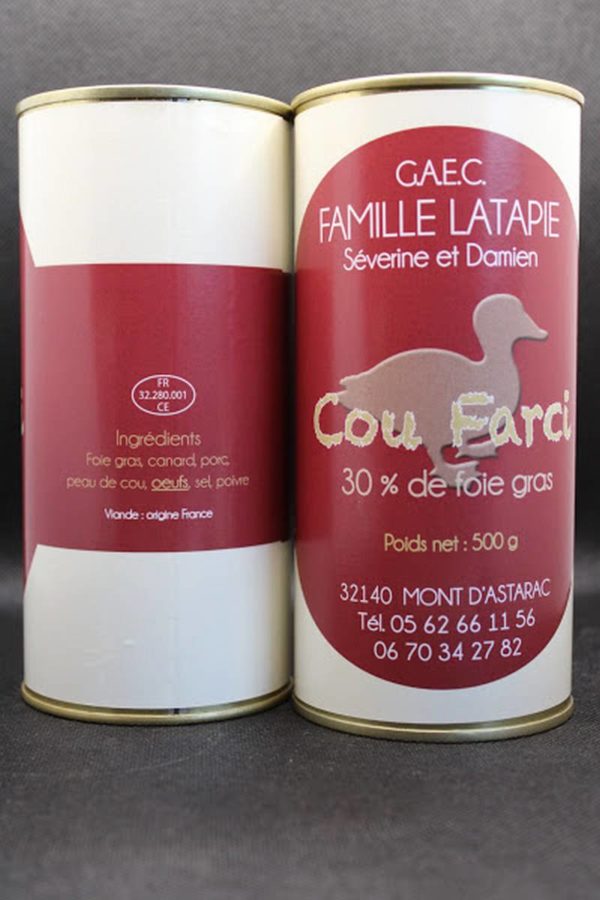 FR
32.280.001
CE
Ingrédients
Foie gras, canard, porc,
peau de cou, oeufs, sel, poivre
Viande : origine France
G.A.E.C.
FAMILLE LATAPIE
Séverine et Damien
Cou Farci
30 % de foie gras
Poids net : 500 g
32140 MONT D'ASTARAC
Tél. 05 62 66 11 56
06 70 34 27 82